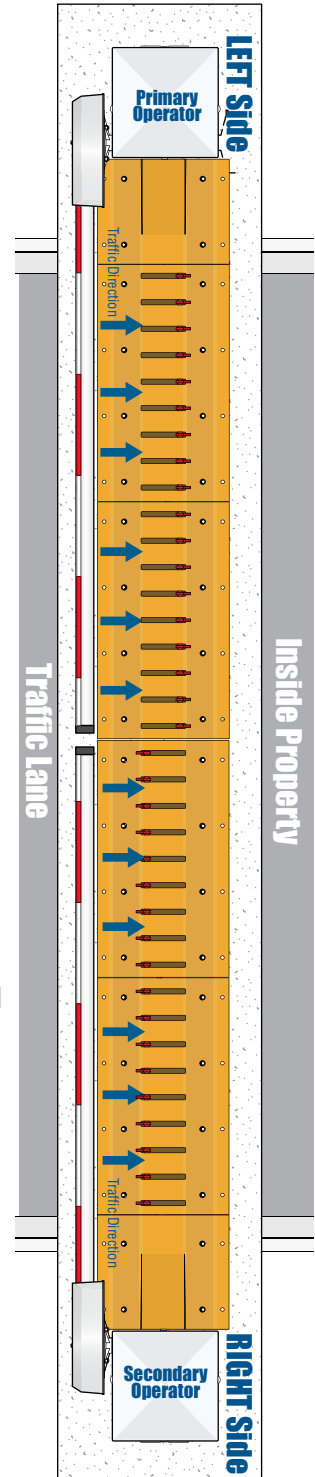 LEFT Side
Primary
Operator
Traffic Direction
Inside Property
Traffic Lane
Traffic Direction
Secondary
Operator
RIGHT Side